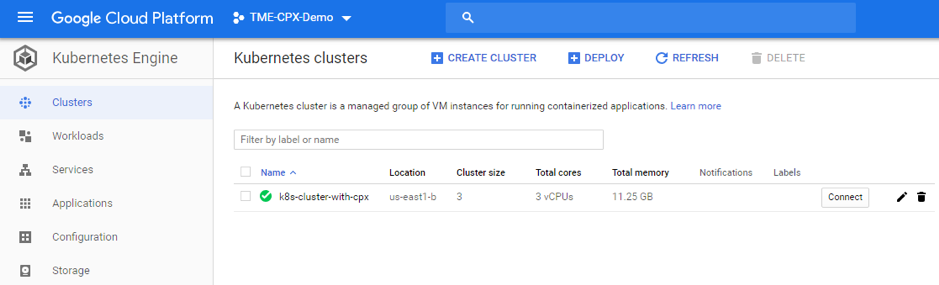 Google Cloud Platform TME-CPX-Demo
Kubernetes Engine
Kubernetes clusters CREATE CLUSTER DEPLOY REFRESH DELETE
Clusters
Workloads
Services
Applications
Configuration
Storage
A Kubernetes cluster is a managed group of VM instances for running containerized applications. Learn more
Filter by label or name
Name Location Cluster size Total cores Total memory Notifications Labels
k8s-cluster-with-cpx us-east1-b 3 3 vCPUs 11.25 GB Connect